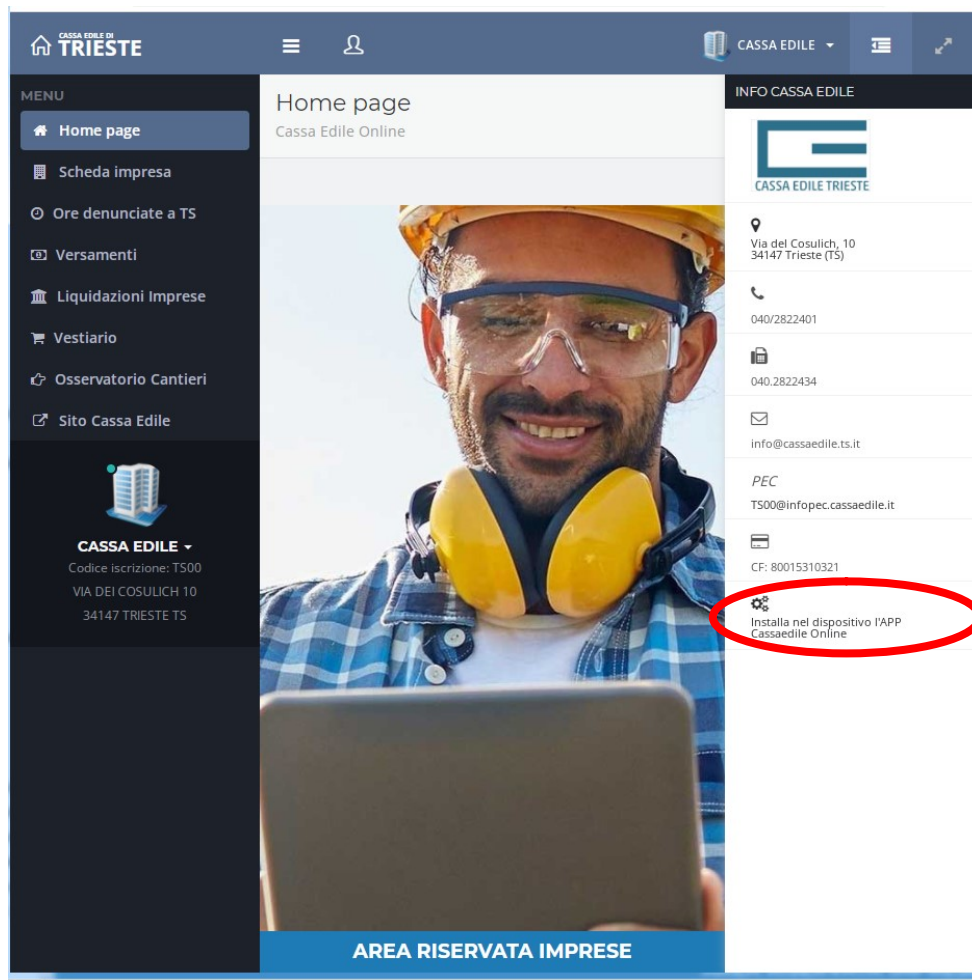 CASSA EDILE DI
TRIESTE
CASSA EDILE
MENU
Home page
Scheda impresa
Ore denunciate a TS
Versamenti
Liquidazioni Imprese
Vestiario
Osservatorio Cantieri
Sito Cassa Edile
CASSA EDILE
Codice iscrizione: TS00
VIA DEI COSULICH 10
34147 TRIESTE TS
Home page
Cassa Edile Online
AREA RISERVATA IMPRESE
INFO CASSA EDILE
CASSA EDILE TRIESTE
Via del Cosulich, 10
34147 Trieste (TS)
040/2822401
040.2822434
info@cassaedile.ts.it
PEC
TS00@infopec.cassaedile.it
CF: 80015310321
Installa nel dispositivo l'APP
Cassaedile Online